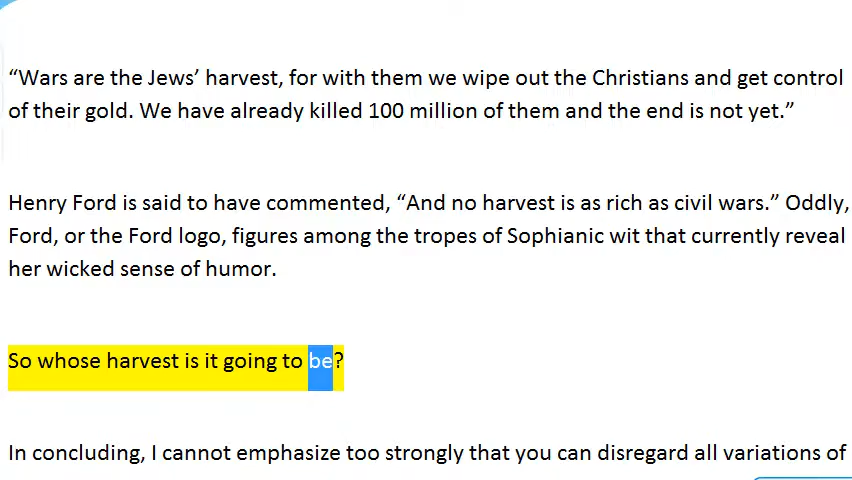 “Wars are the Jews’ harvest, for with them we wipe out the Christians and get control
of their gold. We have already killed 100 million of them and the end is not yet.”
Henry Ford is said to have commented, “And no harvest is as rich as civil wars.” Oddly,
Ford, or the Ford logo, figures among the tropes of Sophianic wit that currently reveal
her wicked sense of humor.
So whose harvest is it going to be?
In concluding, I cannot emphasize too strongly that you can disregard all variations of